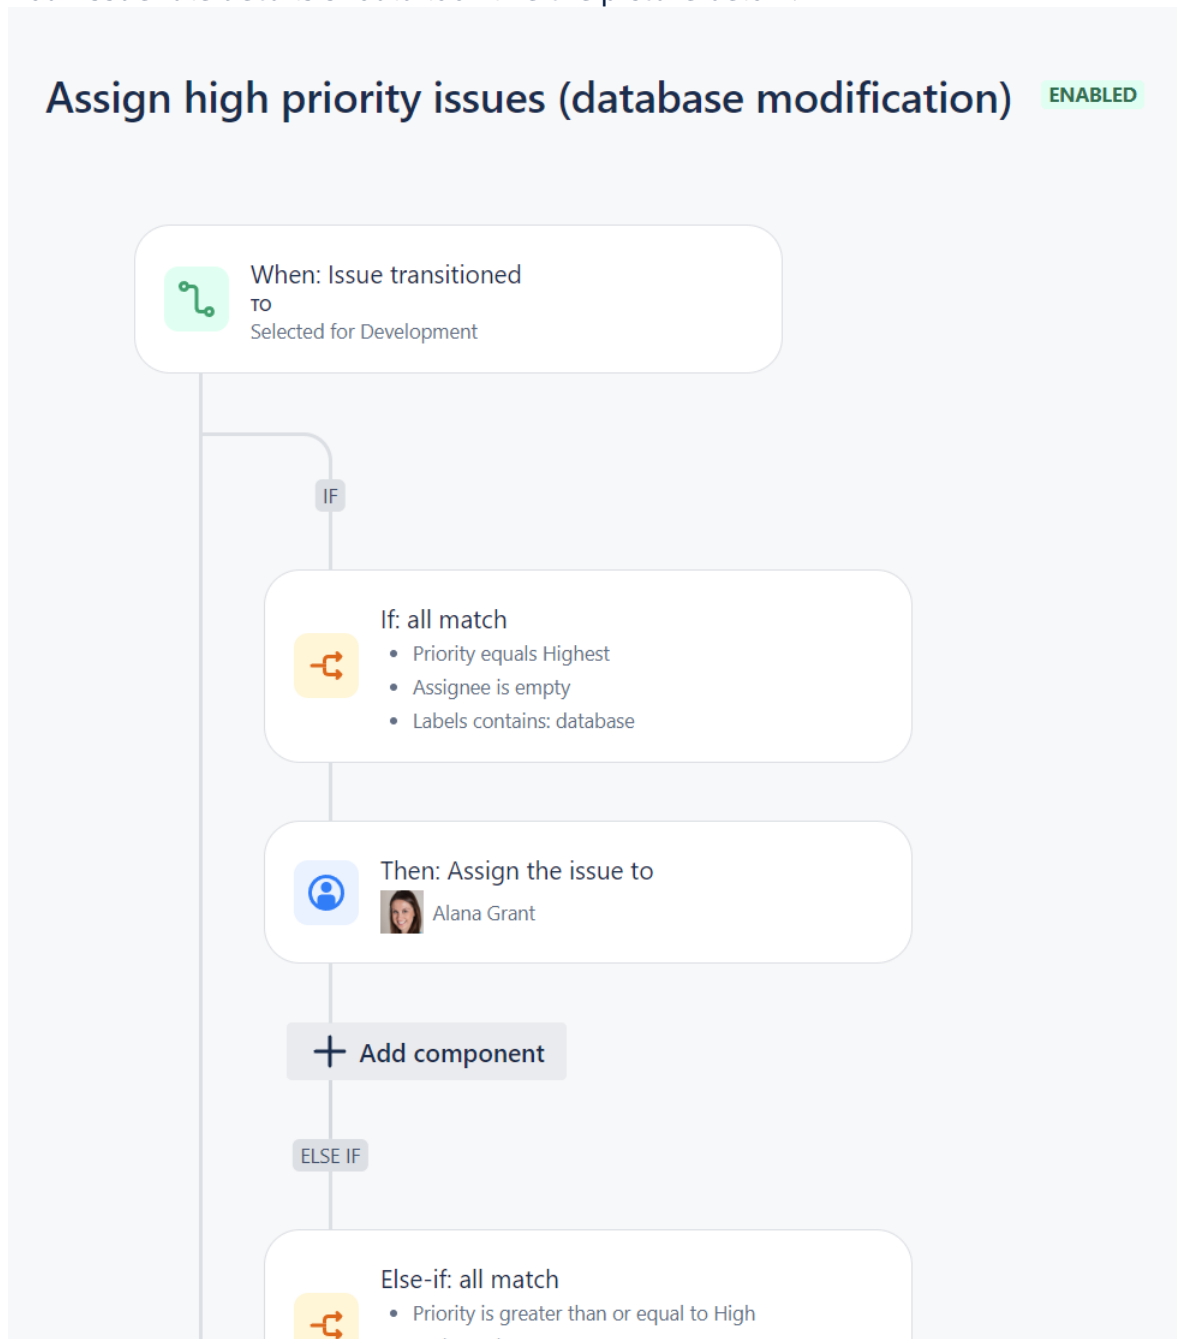 Assign high priority issues (database modification) ENABLED
When: Issue transitioned
TO
Selected for Development
IF
If: all match
• Priority equals Highest
• Assignee is empty
• Labels contains: database
Then: Assign the issue to
Alana Grant
Add component
ELSE IF
Else-if: all match
• Priority is greater than or equal to High